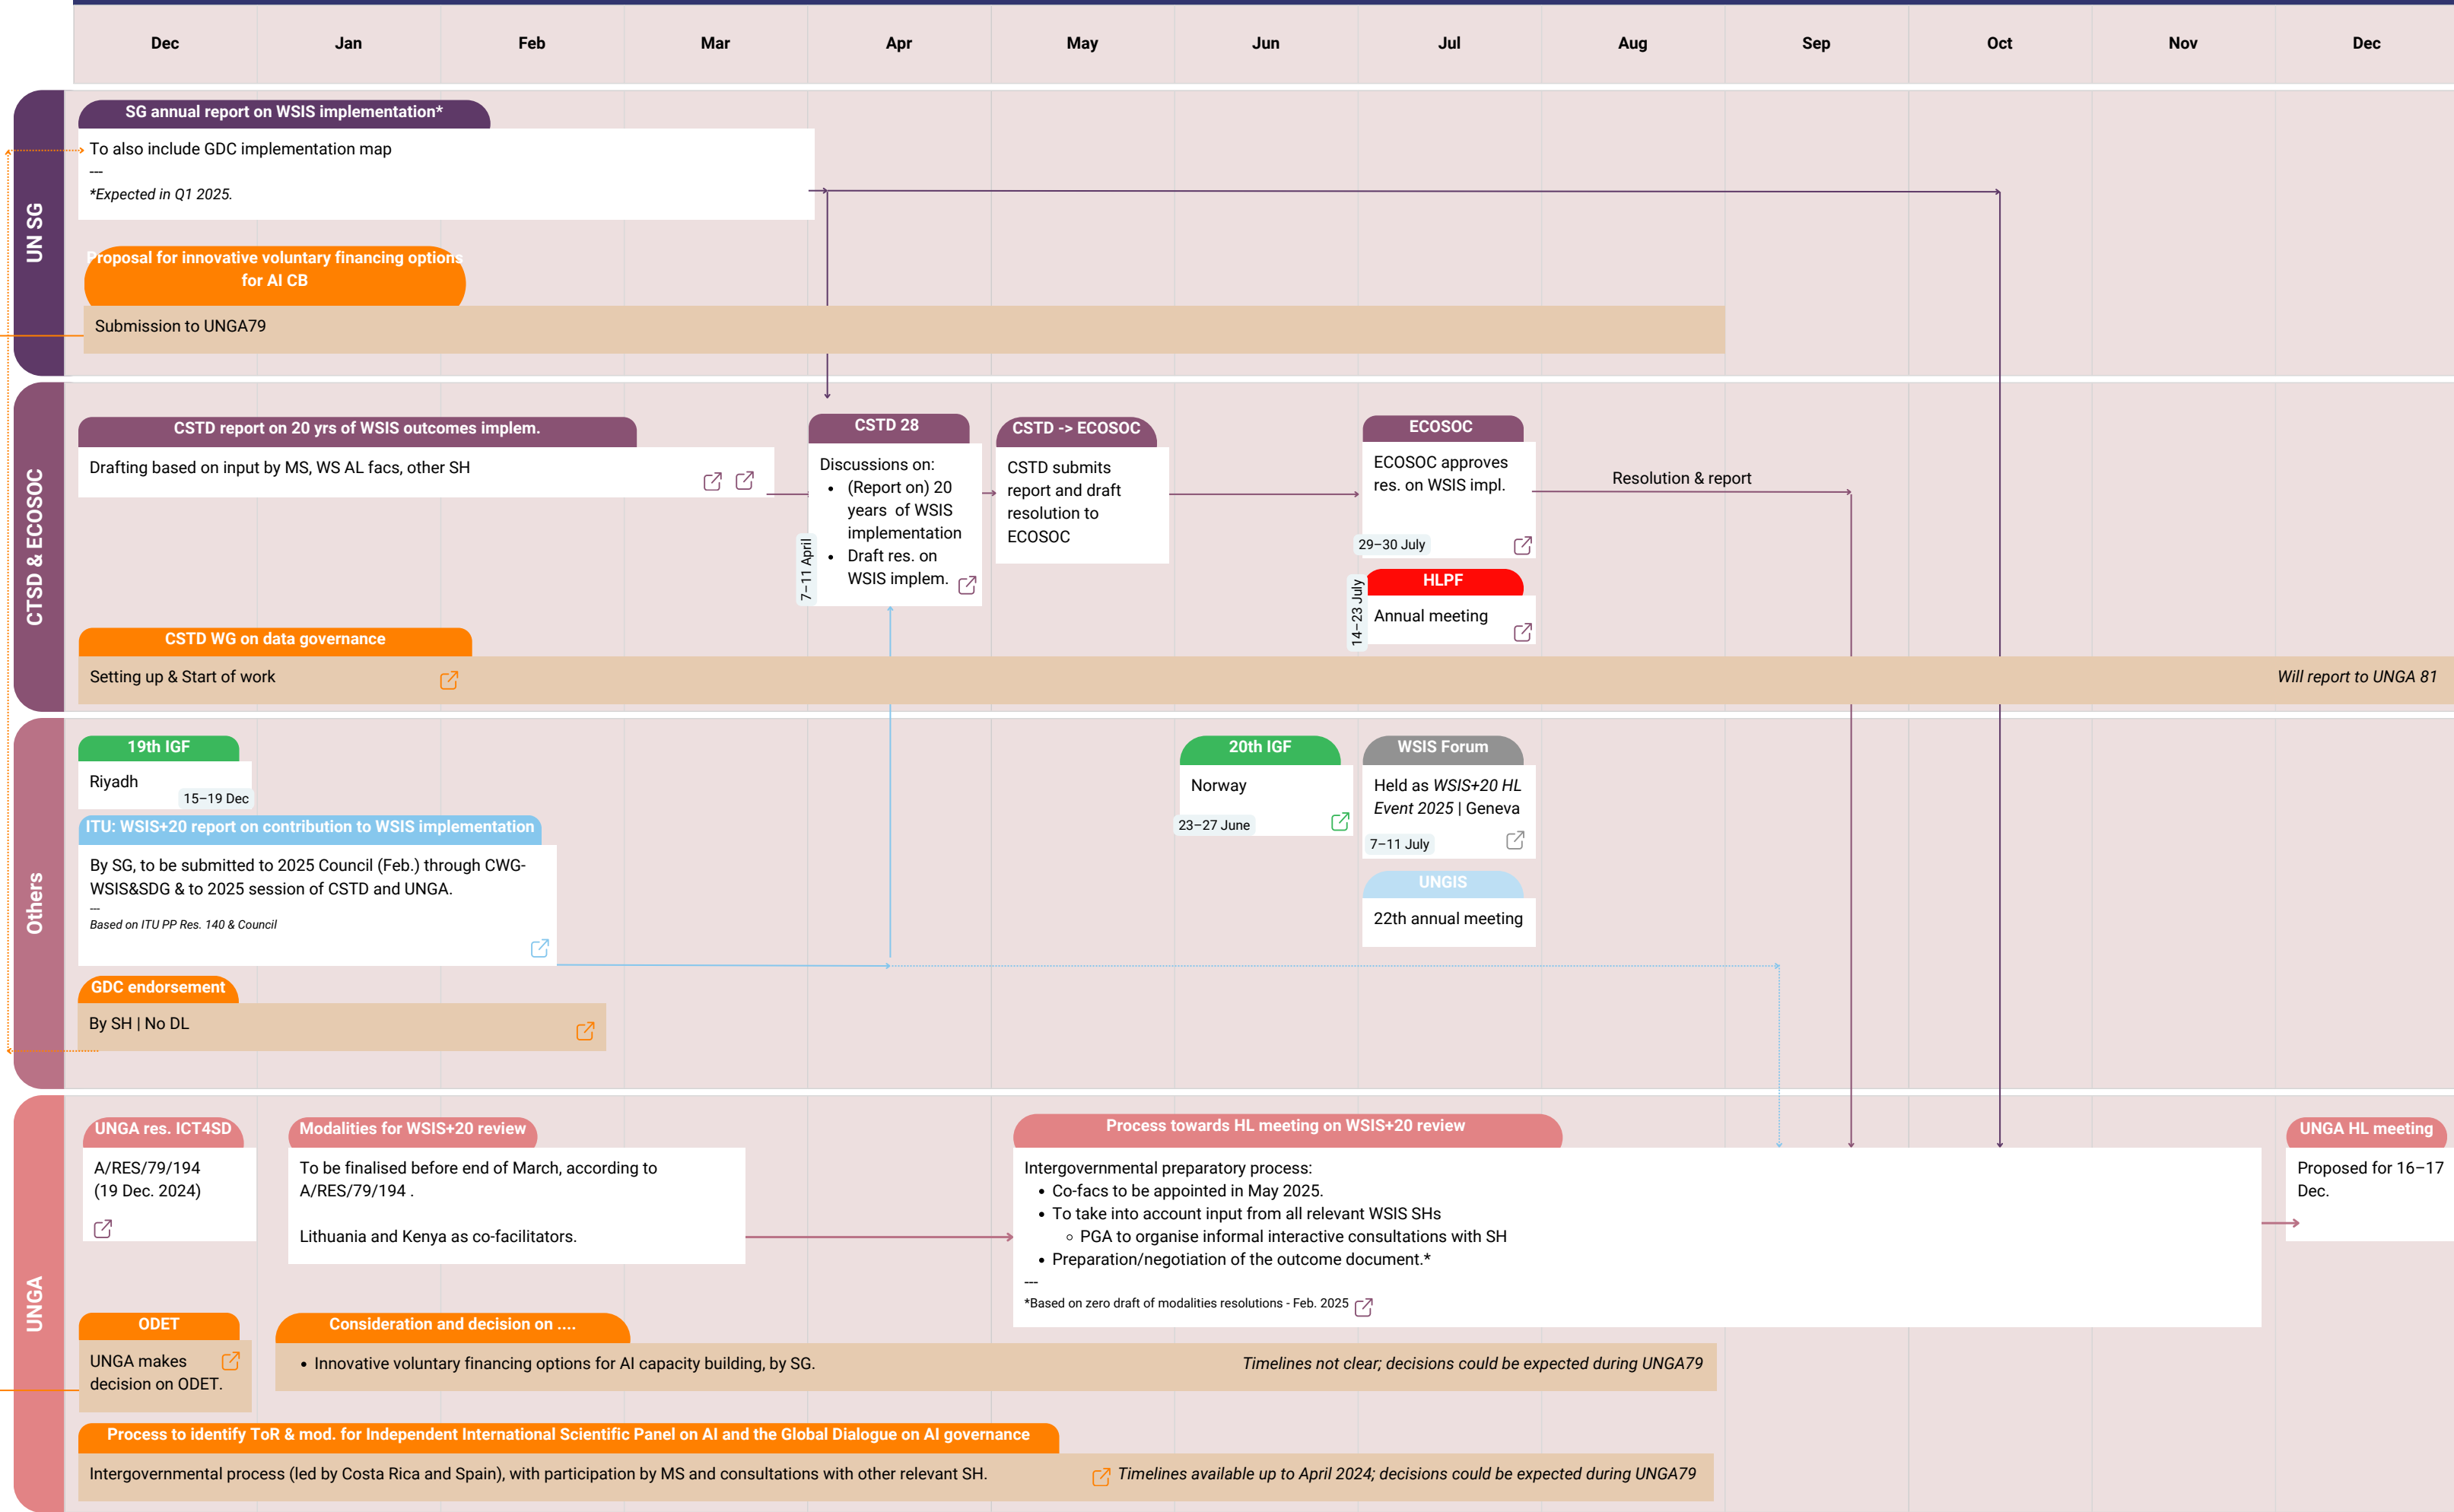 Dec Jan Feb Mar Apr May Jun Jul Aug Sep Oct Nov Dec
UN SG
SG annual report on WSIS implementation*
To also include GDC implementation map
---
*Expected in Q1 2025.
Proposal for innovative voluntary financing options
for AI CB
Submission to UNGA79
CTSD & ECOSOC
CSTD report on 20 yrs of WSIS outcomes implem.
Drafting based on input by MS, WS AL facs, other SH
CSTD 28
Discussions on:
• (Report on) 20
years of WSIS
implementation
• Draft res. on
WSIS implem.
7–11 April
CSTD -> ECOSOC
CSTD submits
report and draft
resolution to
ECOSOC
ECOSOC
ECOSOC approves
res. on WSIS impl.
29–30 July
Resolution & report
HLPF
Annual meeting
14–23 July
CSTD WG on data governance
Setting up & Start of work
Will report to UNGA 81
Others
19th IGF
Riyadh
15–19 Dec
20th IGF
Norway
23–27 June
WSIS Forum
Held as WSIS+20 HL
Event 2025 | Geneva
7–11 July
UNGIS
22th annual meeting
ITU: WSIS+20 report on contribution to WSIS implementation
By SG, to be submitted to 2025 Council (Feb.) through CWG-
WSIS&SDG & to 2025 session of CSTD and UNGA.
---
Based on ITU PP Res. 140 & Council
GDC endorsement
By SH | No DL
UNGA
UNGA res. ICT4SD
A/RES/79/194
(19 Dec. 2024)
Modalities for WSIS+20 review
To be finalised before end of March, according to
A/RES/79/194 .
Lithuania and Kenya as co-facilitators.
Process towards HL meeting on WSIS+20 review
Intergovernmental preparatory process:
• Co-facs to be appointed in May 2025.
• To take into account input from all relevant WSIS SHs
◦ PGA to organise informal interactive consultations with SH
• Preparation/negotiation of the outcome document.*
---
*Based on zero draft of modalities resolutions - Feb. 2025
UNGA HL meeting
Proposed for 16–17
Dec.
ODET
UNGA makes
decision on ODET.
Consideration and decision on ....
• Innovative voluntary financing options for AI capacity building, by SG.
Timelines not clear; decisions could be expected during UNGA79
Process to identify ToR & mod. for Independent International Scientific Panel on AI and the Global Dialogue on AI governance
Intergovernmental process (led by Costa Rica and Spain), with participation by MS and consultations with other relevant SH.
Timelines available up to April 2024; decisions could be expected during UNGA79